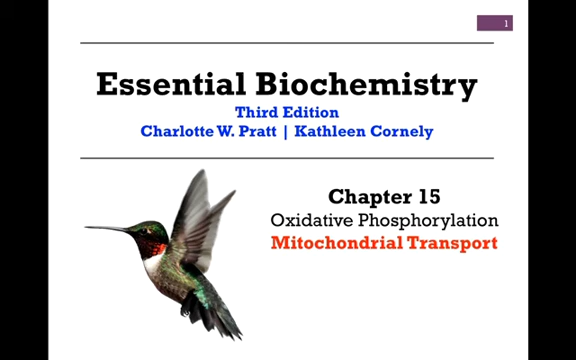 1
Essential Biochemistry
Third Edition
Charlotte W. Pratt | Kathleen Cornely
Chapter 15
Oxidative Phosphorylation
Mitochondrial Transport